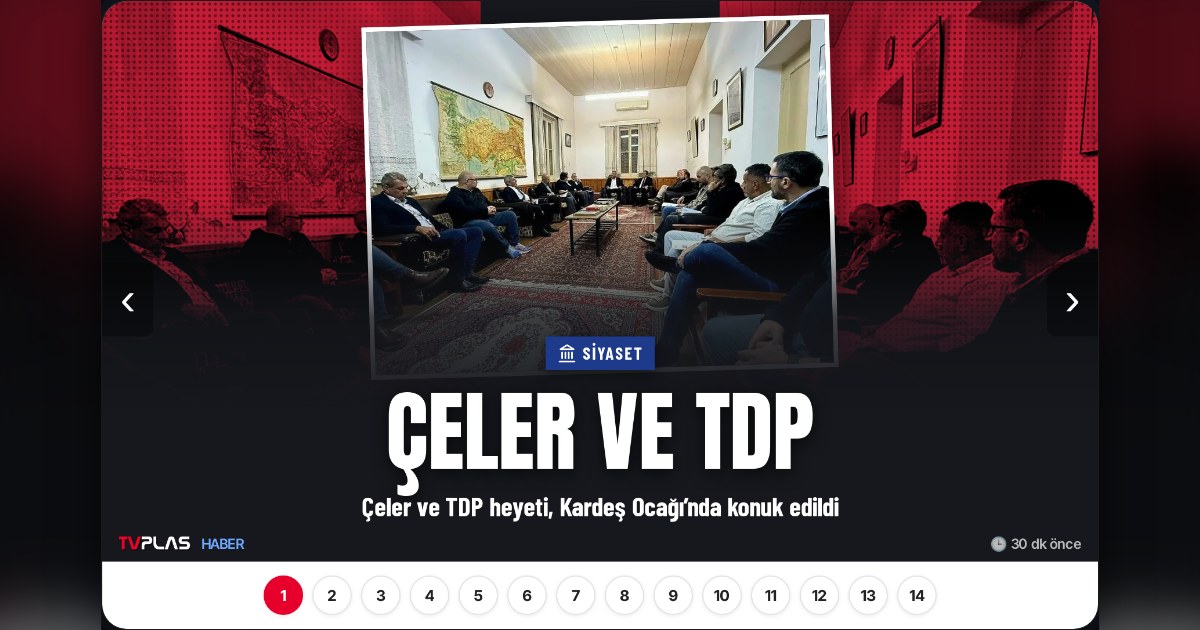 SİYASET
ÇELER VE TDP
Çeler ve TDP heyeti, Kardeş Ocağı’nda konuk edildi
TVPLAS HABER
30 dk önce
1 2 3 4 5 6 7 8 9 10 11 12 13 14